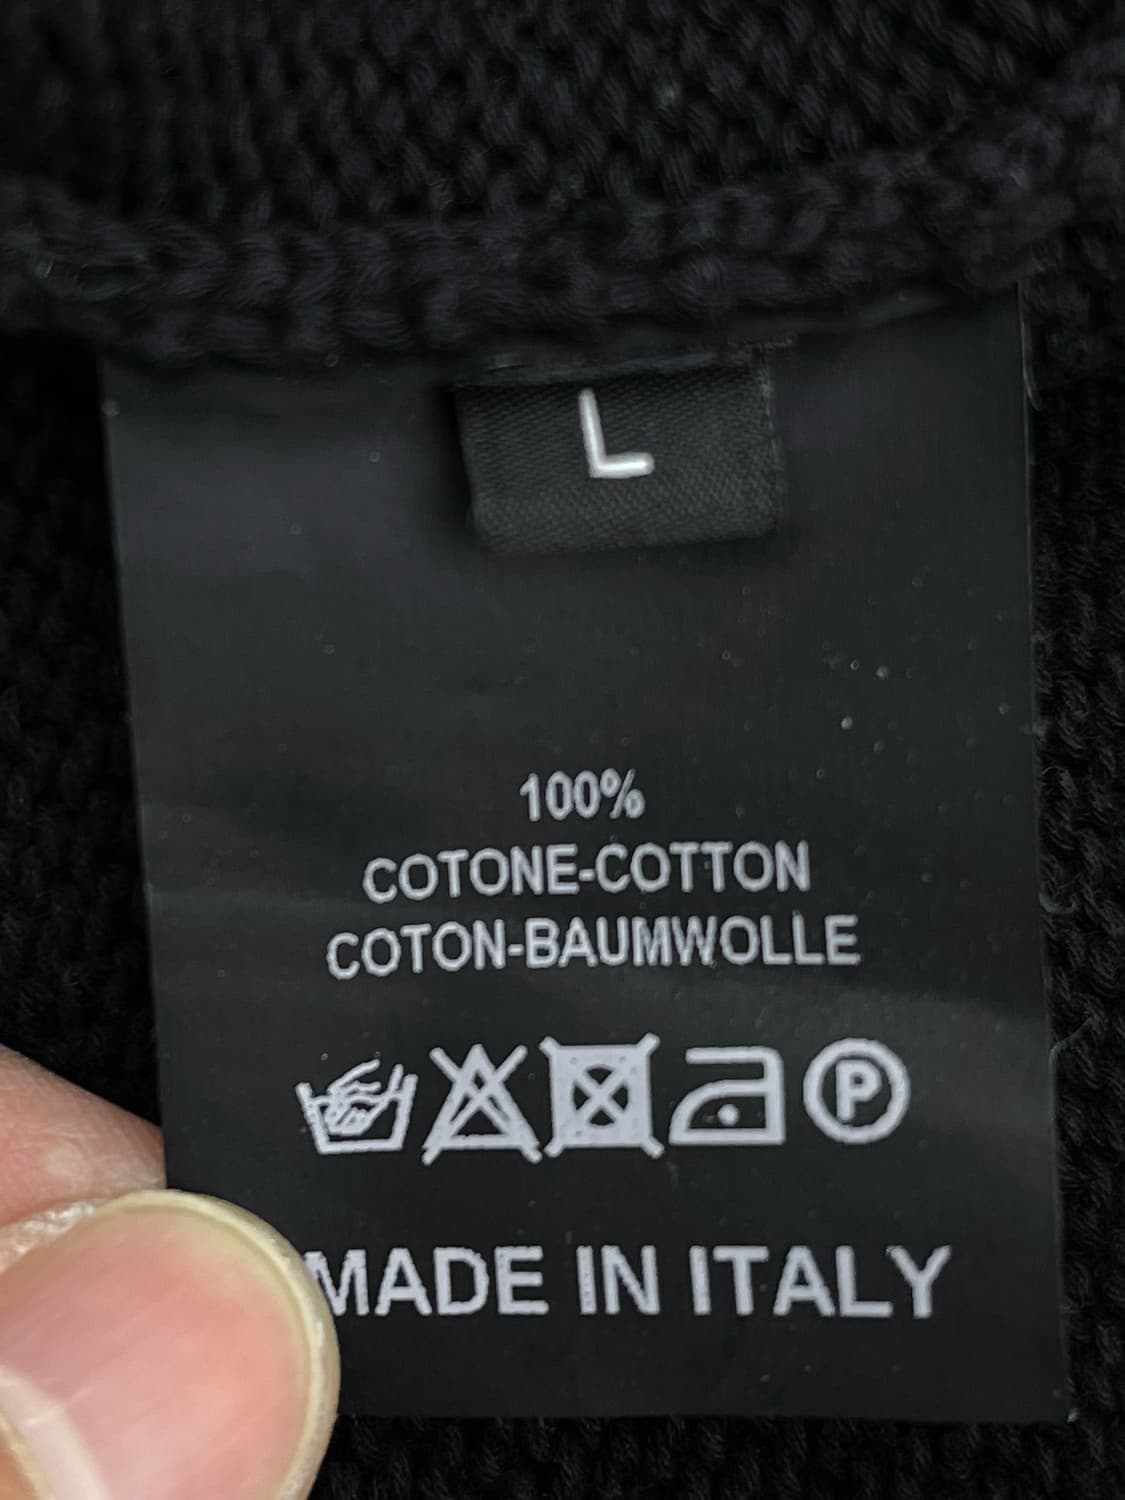 L
100%
COTONE-COTTON
COTON-BAUMWOLLE
P
MADE IN ITALY